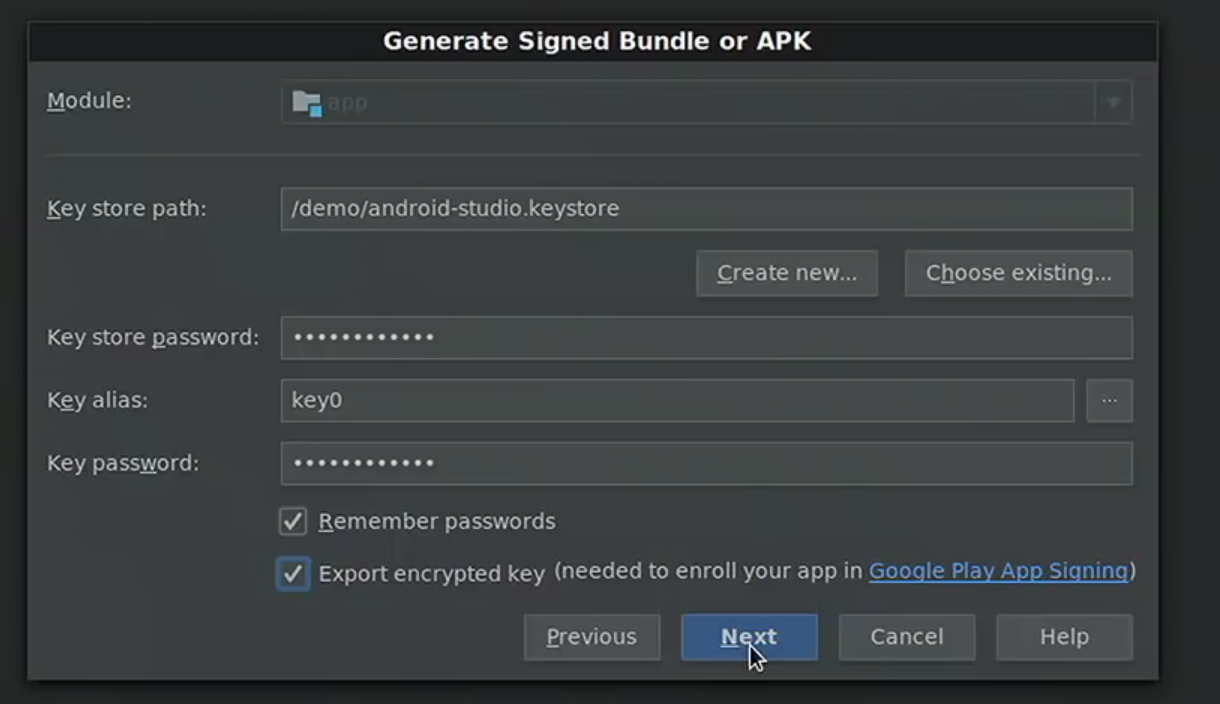 Generate Signed Bundle or APK
Module: app
Key store path: /demo/android-studio.keystore
Create new... Choose existing...
Key store password: ••••••••••••
Key alias: key0 ...
Key password: ••••••••••••
Remember passwords
Export encrypted key (needed to enroll your app in Google Play App Signing)
Previous Next Cancel Help